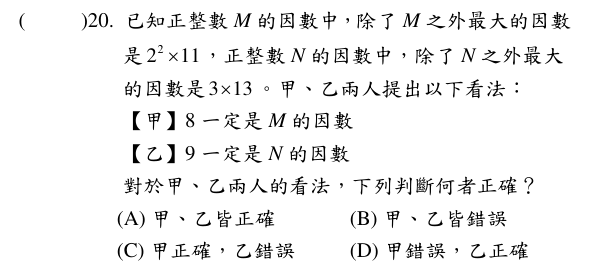 (　　)20. 已知正整數 M 的因數中，除了 M 之外最大的因數
是 2²×11，正整數 N 的因數中，除了 N 之外最大
的因數是 3×13。甲、乙兩人提出以下看法：
【甲】8 一定是 M 的因數
【乙】9 一定是 N 的因數
對於甲、乙兩人的看法，下列判斷何者正確？
(A) 甲、乙皆正確　　(B) 甲、乙皆錯誤
(C) 甲正確，乙錯誤　　(D) 甲錯誤，乙正確